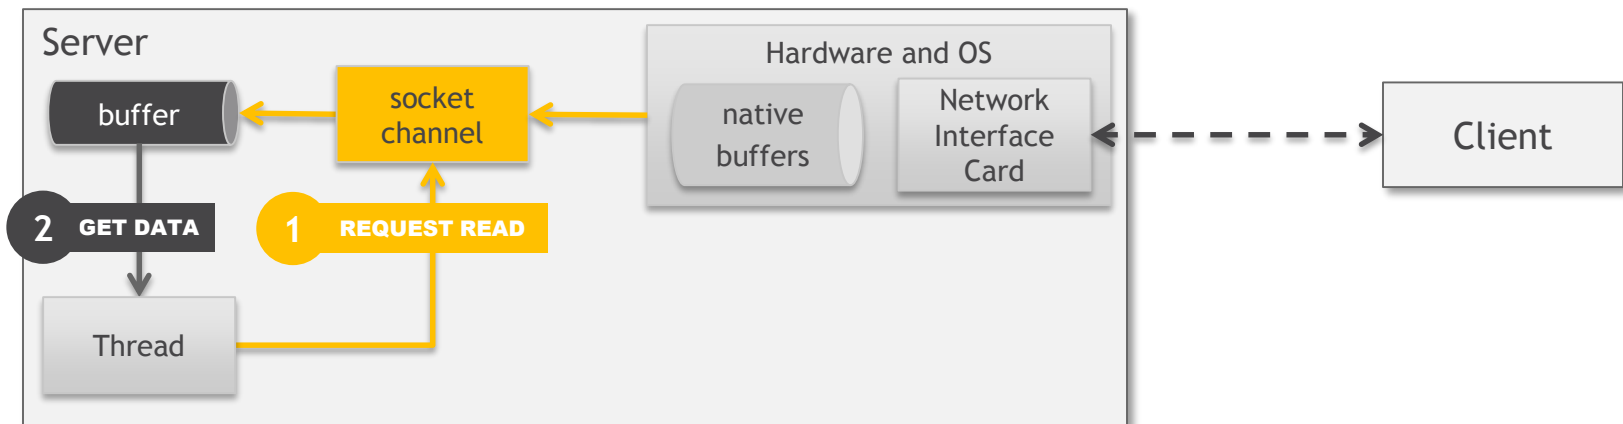 Server
Hardware and OS
buffer
socket
channel
native
buffers
Network
Interface
Card
Client
2 GET DATA
1 REQUEST READ
Thread